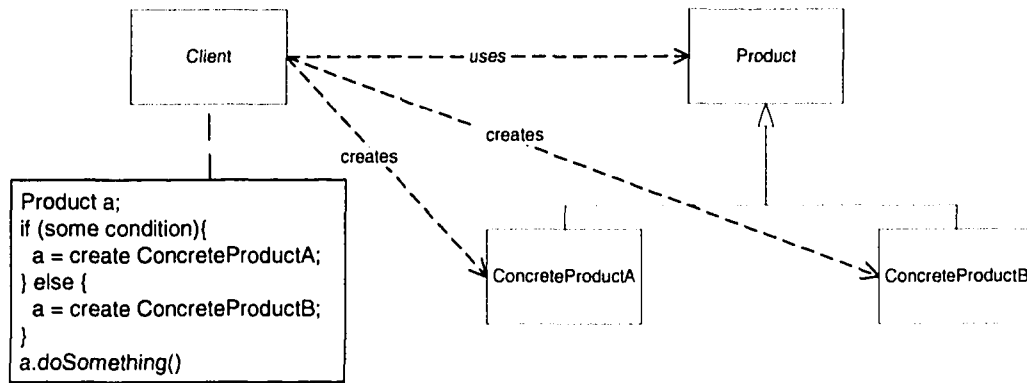 Client
uses
Product
creates
creates
Product a;
if (some condition){
a = create ConcreteProductA;
} else {
a = create ConcreteProductB;
}
a.doSomething()
ConcreteProductA
ConcreteProductB